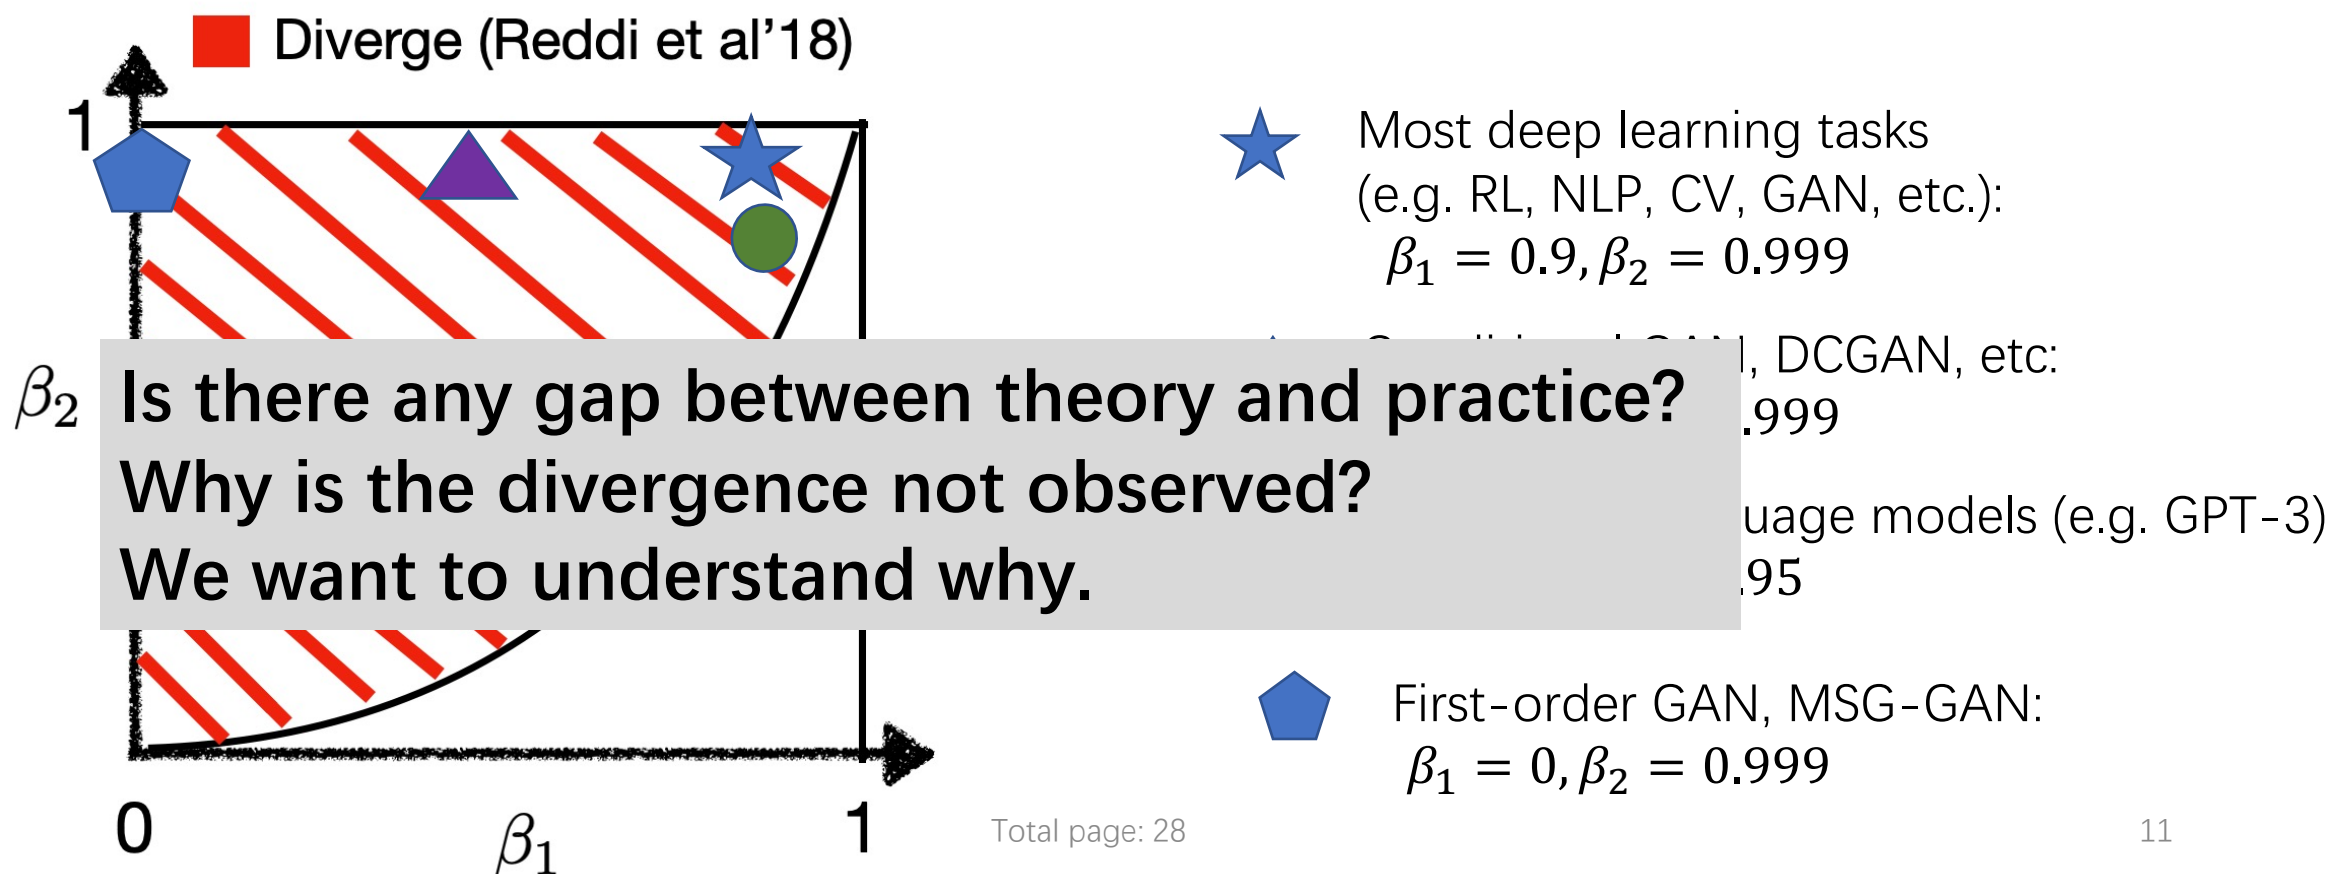 Diverge (Reddi et al'18)
1
β₂
0
β₁
1
Most deep learning tasks
(e.g. RL, NLP, CV, GAN, etc.):
β₁ = 0.9, β₂ = 0.999
, DCGAN, etc:
.999
uage models (e.g. GPT-3)
.95
First-order GAN, MSG-GAN:
β₁ = 0, β₂ = 0.999
Is there any gap between theory and practice?
Why is the divergence not observed?
We want to understand why.
Total page: 28
11